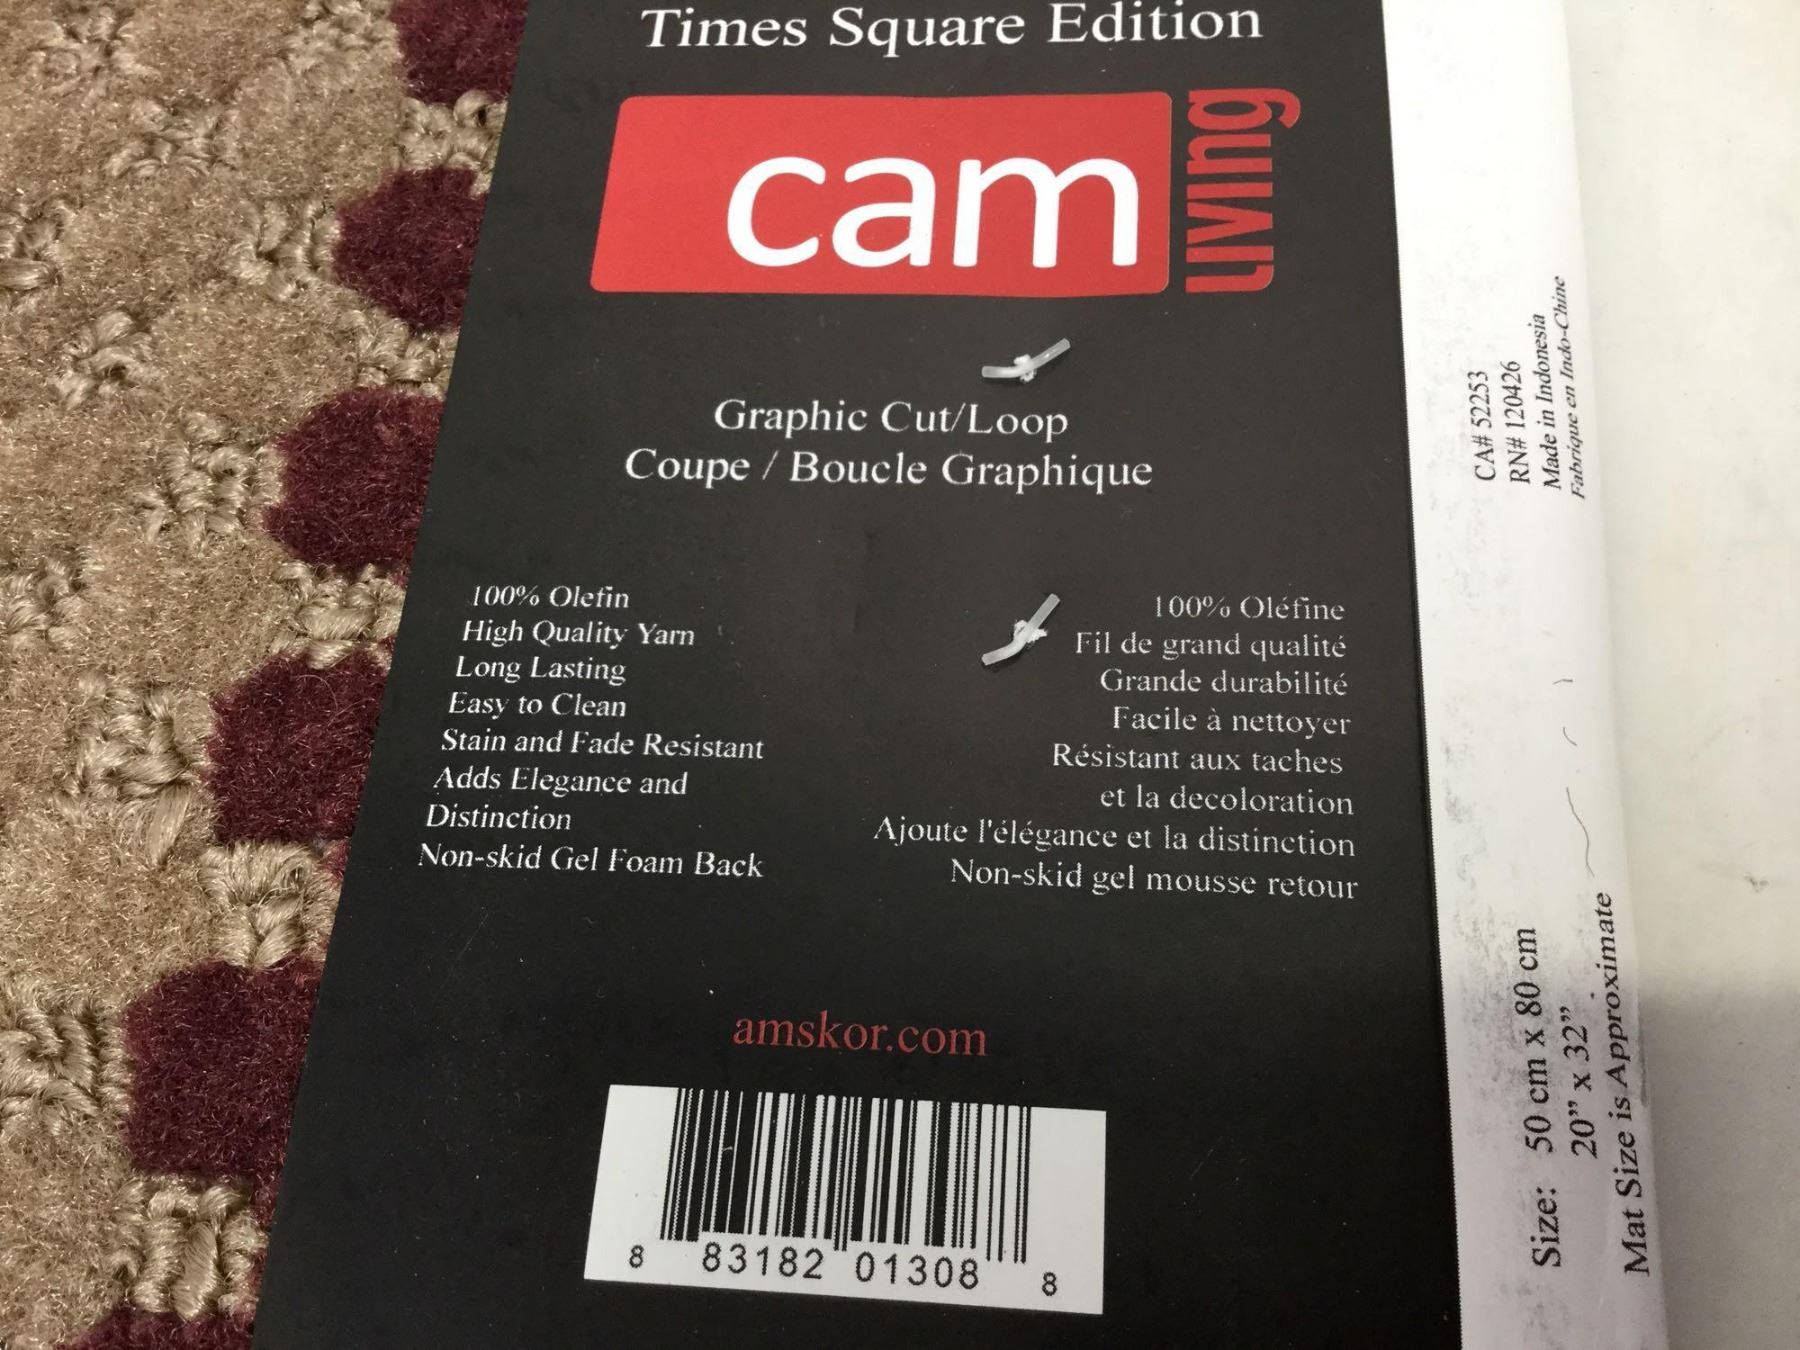 Times Square Edition
cam
LIVING
Graphic Cut/Loop
Coupe / Boucle Graphique
100% Olefin
High Quality Yarn
Long Lasting
Easy to Clean
Stain and Fade Resistant
Adds Elegance and
Distinction
Non-skid Gel Foam Back
100% Oléfine
Fil de grand qualité
Grande durabilité
Facile à nettoyer
Résistant aux taches
et la decoloration
Ajoute l'élégance et la distinction
Non-skid gel mousse retour
amskor.com
8 83182 01308 8
CA# 52253
RN# 120426
Made in Indonesia
Fabrique en Indo-Chine
Size: 50 cm x 80 cm
20” x 32”
Mat Size is Approximate